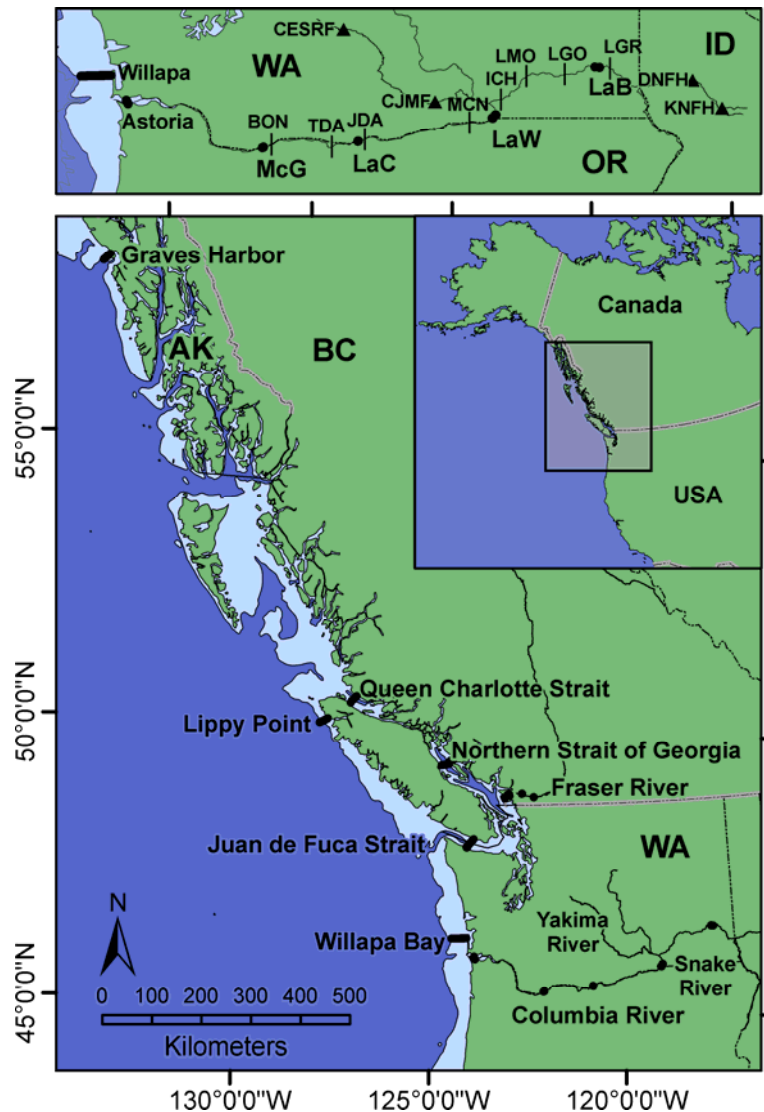 CESRF
WA
ID
LMO
LGO
LGR
Willapa
ICH
LaB
DNFH
CJMF
MCN
KNFH
Astoria
BON
TDA
JDA
LaW
McG
LaC
OR
Graves Harbor
Canada
AK
BC
USA
55°0'0"N
Queen Charlotte Strait
50°0'0"N
Lippy Point
Northern Strait of Georgia
Fraser River
Juan de Fuca Strait
WA
N
Yakima
River
Willapa Bay
Snake
River
0 100 200 300 400 500
45°0'0"N
Columbia River
Kilometers
130°0'0"W
125°0'0"W
120°0'0"W